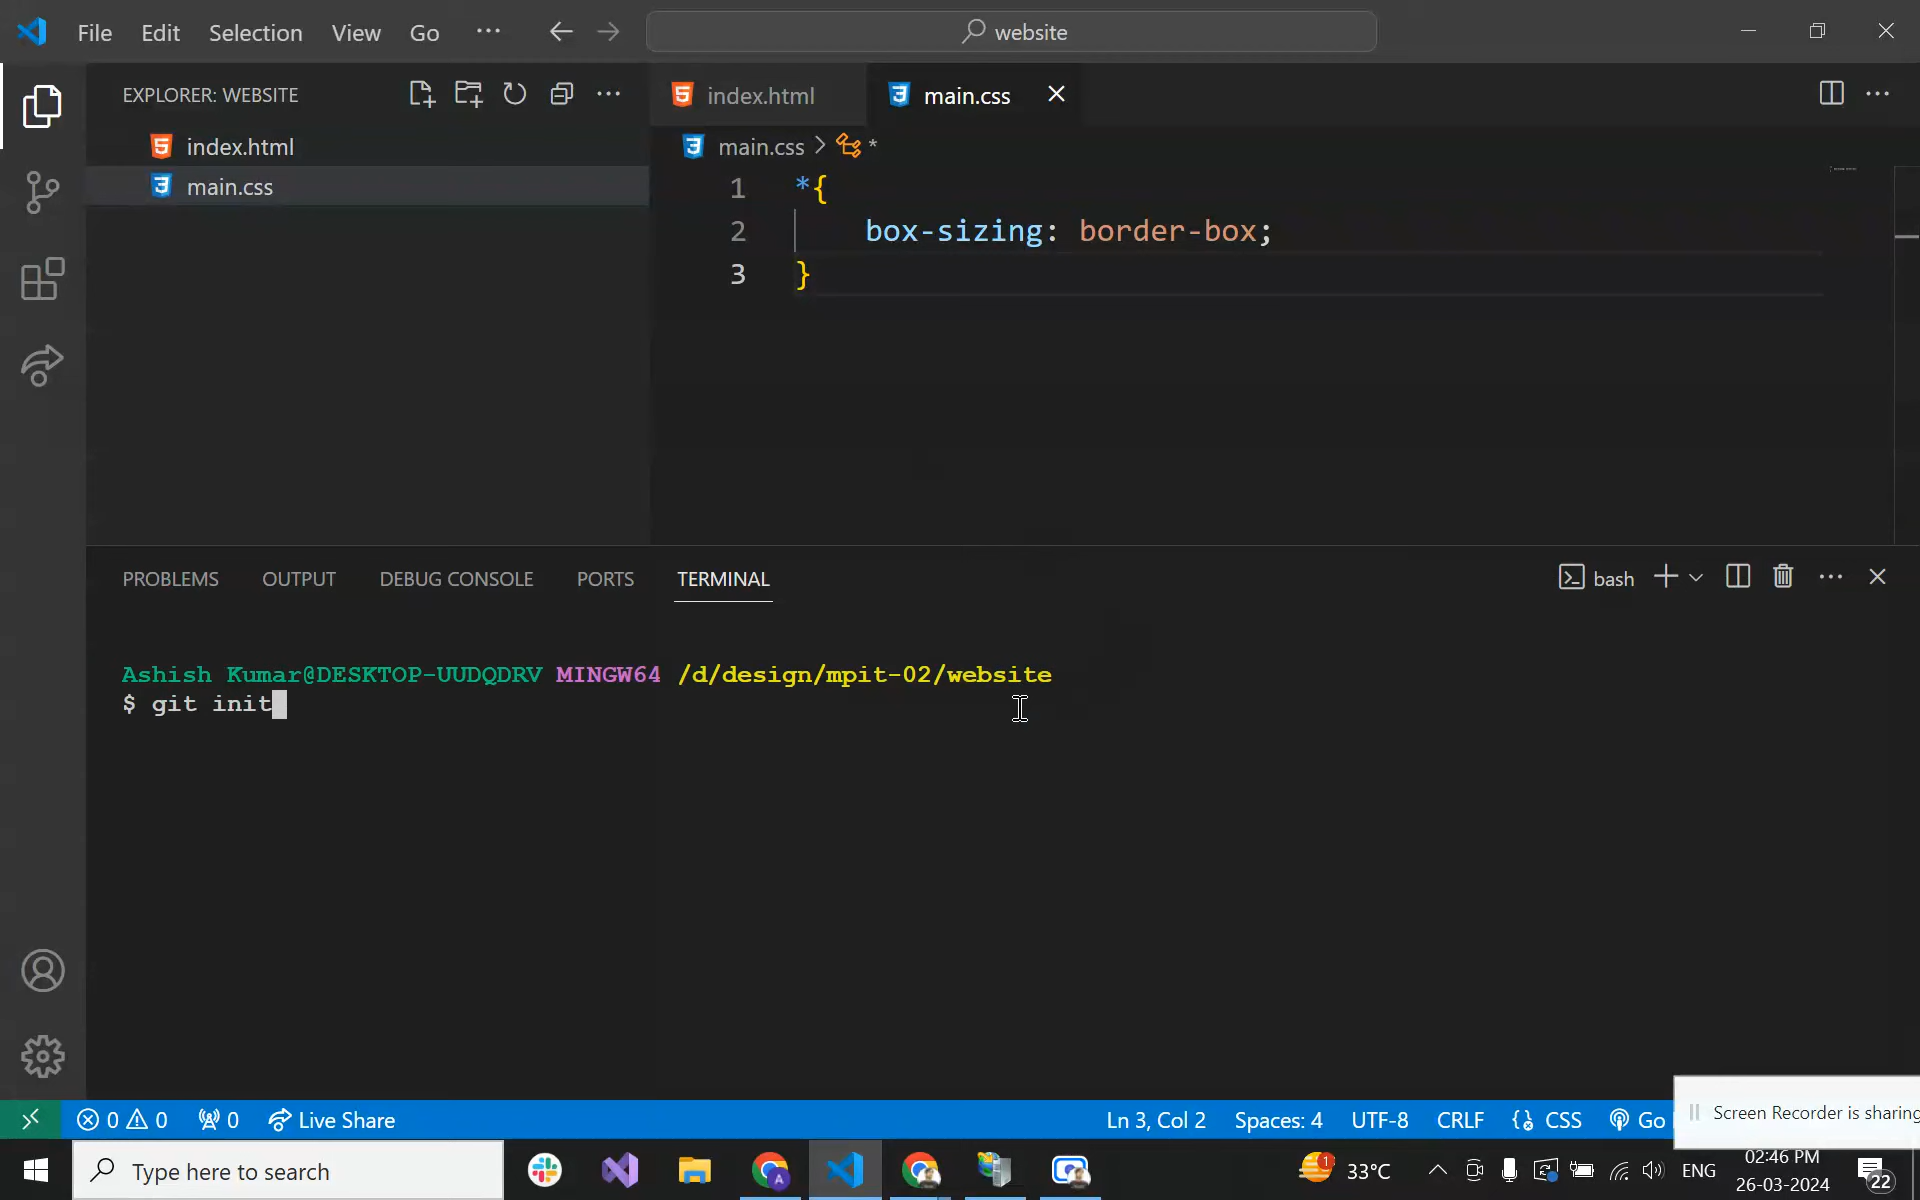 File Edit Selection View Go ··· website
EXPLORER: WEBSITE
index.html
main.css
index.html main.css
main.css > *
1 *{
2 box-sizing: border-box;
3 }
PROBLEMS OUTPUT DEBUG CONSOLE PORTS TERMINAL bash
Ashish Kumar@DESKTOP-UUDQDRV MINGW64 /d/design/mpit-02/website
$ git init
0 0 0 Live Share Ln 3, Col 2 Spaces: 4 UTF-8 CRLF CSS Go
Screen Recorder is sharing
Type here to search 1 33°C ENG 02:46 PM
26-03-2024 22